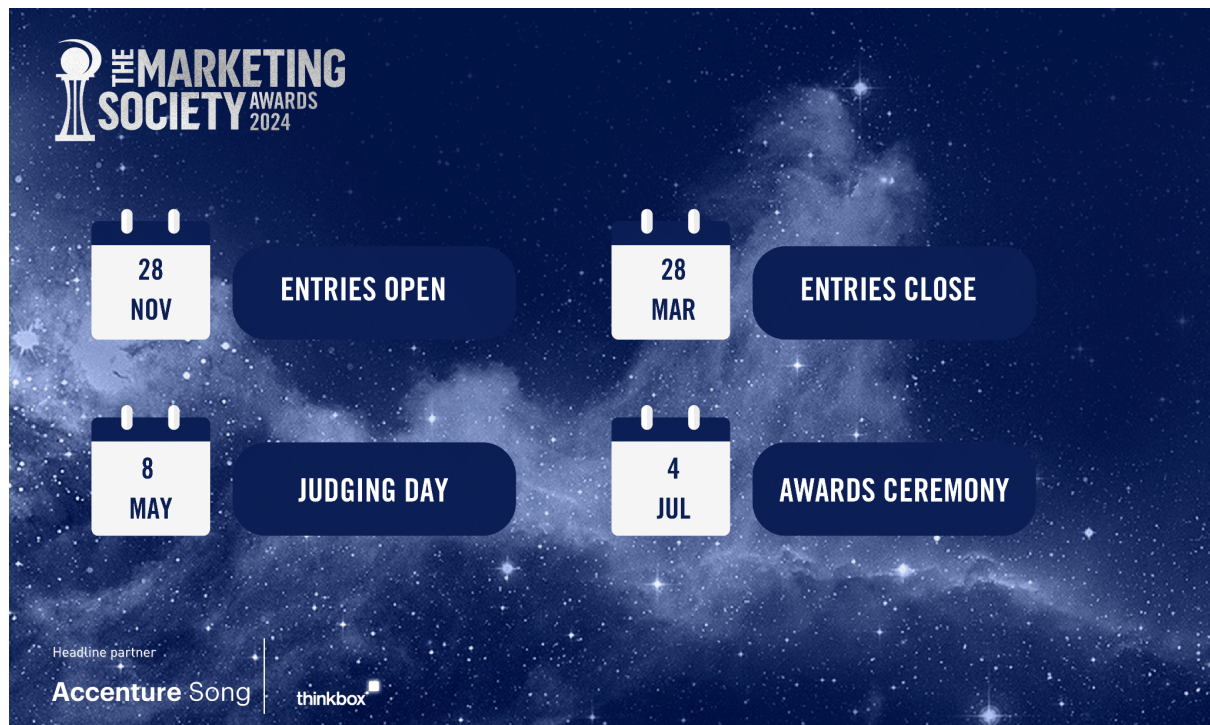 THE MARKETING
SOCIETY AWARDS
2024
28
NOV
ENTRIES OPEN
28
MAR
ENTRIES CLOSE
8
MAY
JUDGING DAY
4
JUL
AWARDS CEREMONY
Headline partner
Accenture Song
thinkbox